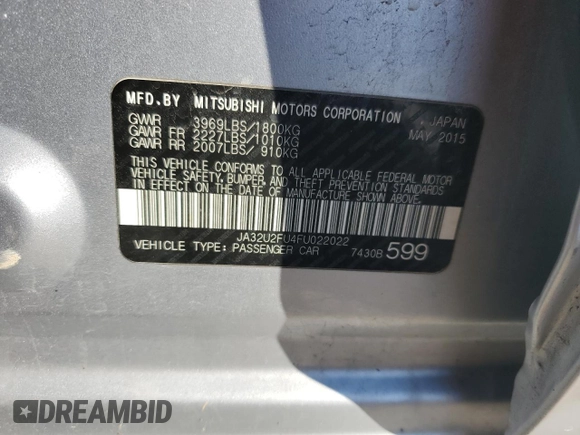 MFD.BY MITSUBISHI MOTORS CORPORATION , JAPAN
GVWR 3969LBS/1800KG MAY 2015
GAWR FR 2227LBS/1010KG
GAWR RR 2007LBS/ 910KG
THIS VEHICLE CONFORMS TO ALL APPLICABLE FEDERAL MOTOR
VEHICLE SAFETY, BUMPER, AND THEFT PREVENTION STANDARDS
IN EFFECT ON THE DATE OF MANUFACTURE SHOWN ABOVE.
JA32U2FU4FU022022
VEHICLE TYPE: PASSENGER CAR 7430B 599
DREAMBID